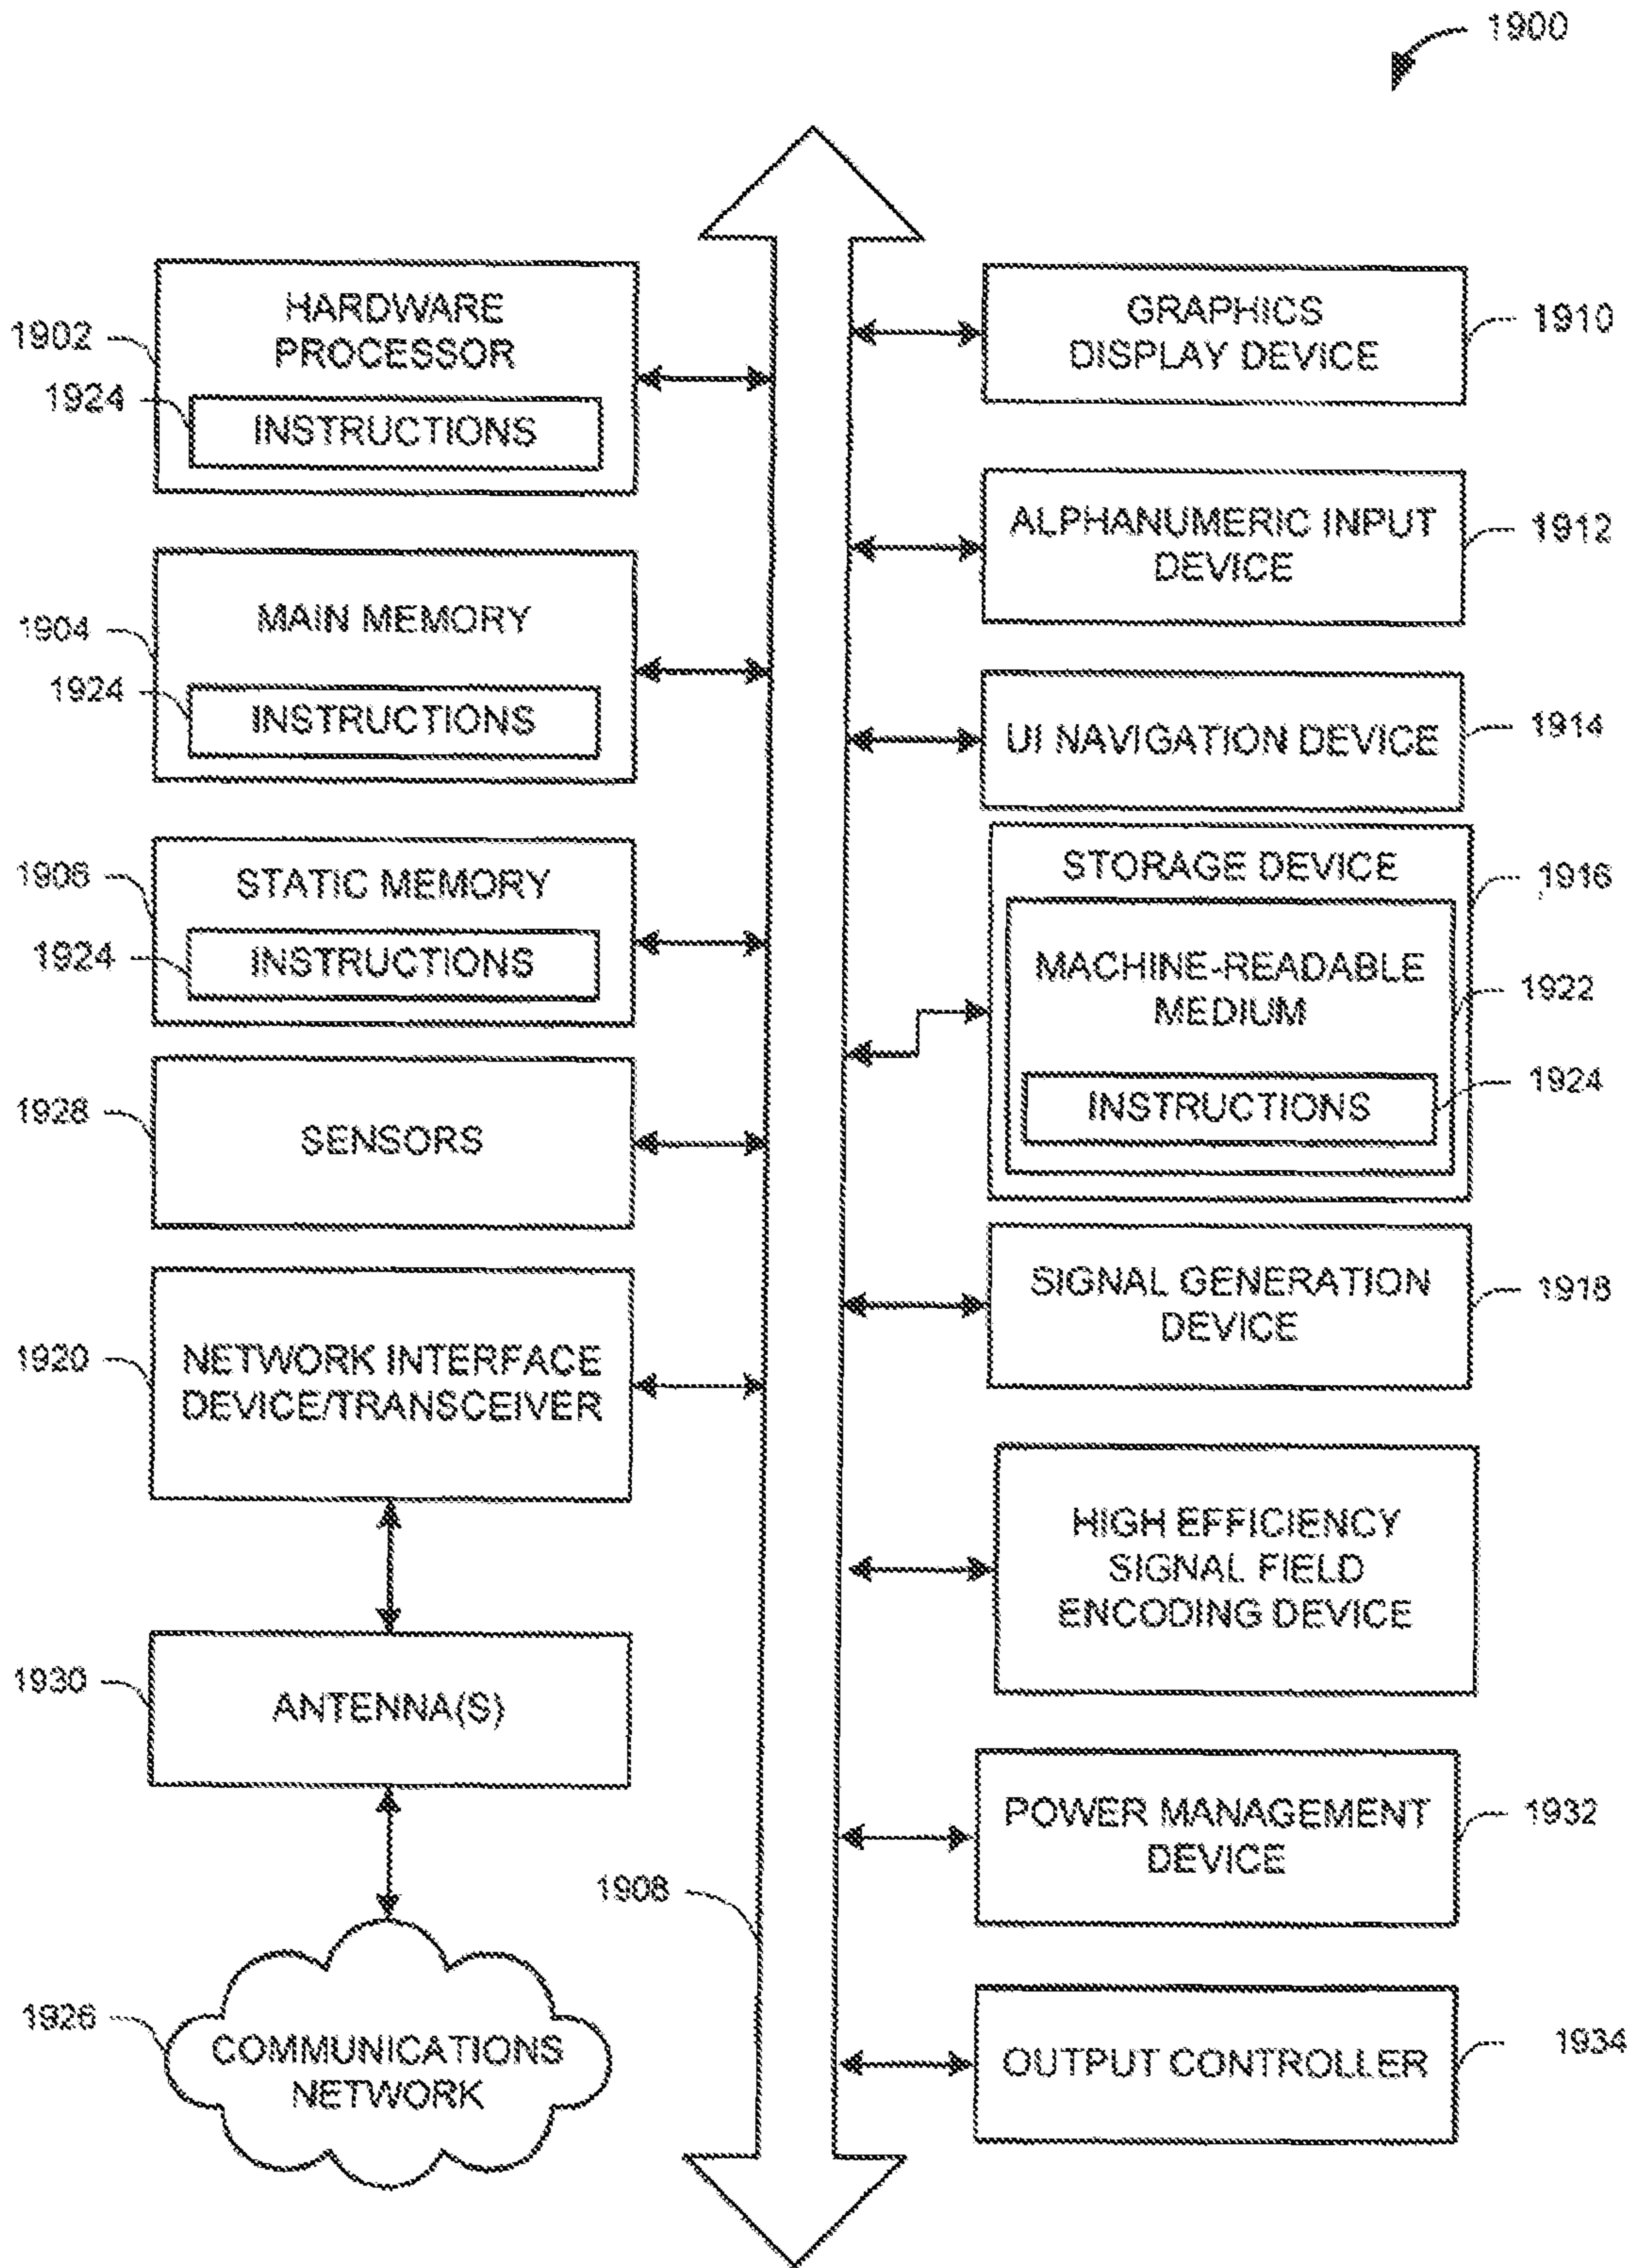 1900
HARDWARE
PROCESSOR
1902
1924
INSTRUCTIONS
MAIN MEMORY
1904
1924
INSTRUCTIONS
STATIC MEMORY
1906
1924
INSTRUCTIONS
1928
SENSORS
1920
NETWORK INTERFACE
DEVICE/TRANSCEIVER
1930
ANTENNA(S)
1926
COMMUNICATIONS
NETWORK
1908
GRAPHICS
DISPLAY DEVICE
1910
ALPHANUMERIC INPUT
DEVICE
1912
UI NAVIGATION DEVICE
1914
STORAGE DEVICE
1916
MACHINE-READABLE
MEDIUM
1922
INSTRUCTIONS
1924
SIGNAL GENERATION
DEVICE
1918
HIGH EFFICIENCY
SIGNAL FIELD
ENCODING DEVICE
POWER MANAGEMENT
DEVICE
1932
OUTPUT CONTROLLER
1934